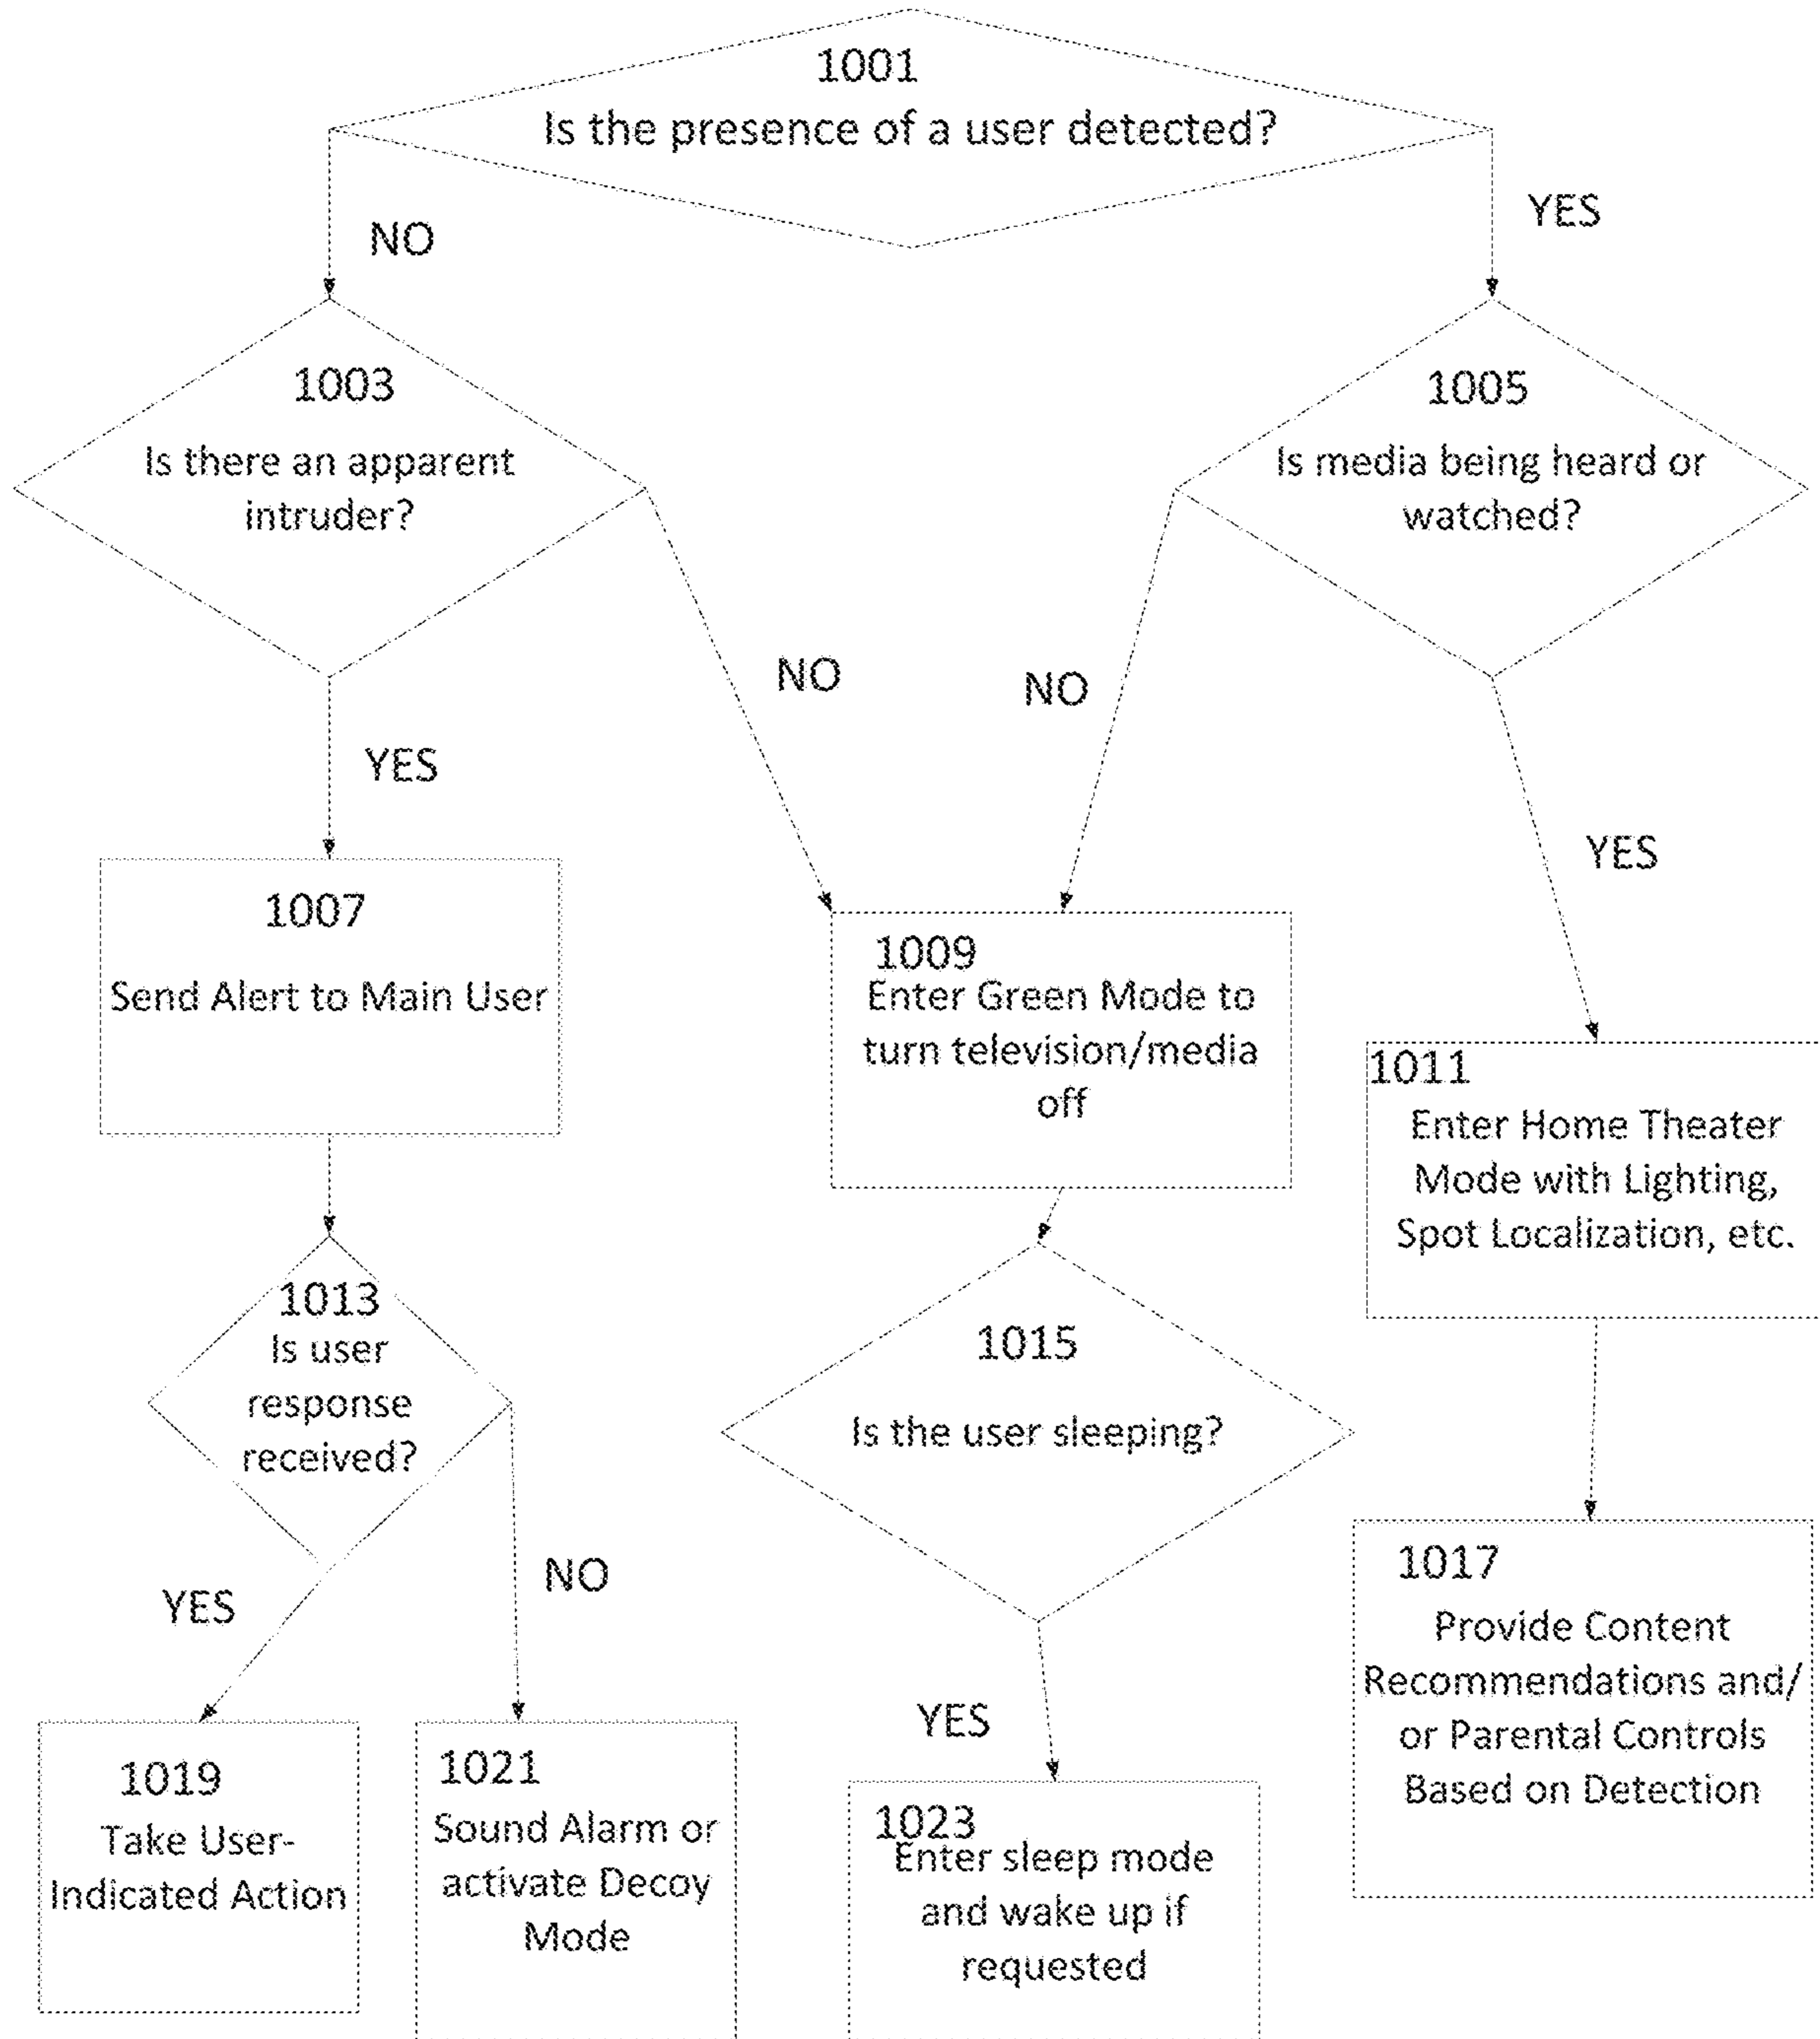 1001
Is the presence of a user detected?
NO
YES
1003
Is there an apparent
intruder?
1005
Is media being heard or
watched?
NO
NO
YES
YES
1007
Send Alert to Main User
1009
Enter Green Mode to
turn television/media
off
1011
Enter Home Theater
Mode with Lighting,
Spot Localization, etc.
1013
Is user
response
received?
1015
Is the user sleeping?
YES
NO
YES
1017
Provide Content
Recommendations and/
or Parental Controls
Based on Detection
1019
Take User-
Indicated Action
1021
Sound Alarm or
activate Decoy
Mode
1023
Enter sleep mode
and wake up if
requested